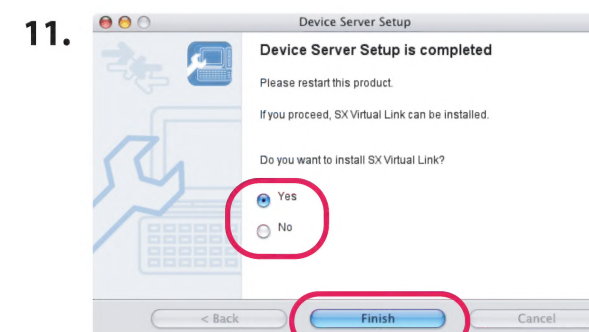 11.
Device Server Setup
Device Server Setup is completed
Please restart this product.
If you proceed, SX Virtual Link can be installed.
Do you want to install SX Virtual Link?
Yes
No
< Back Finish Cancel